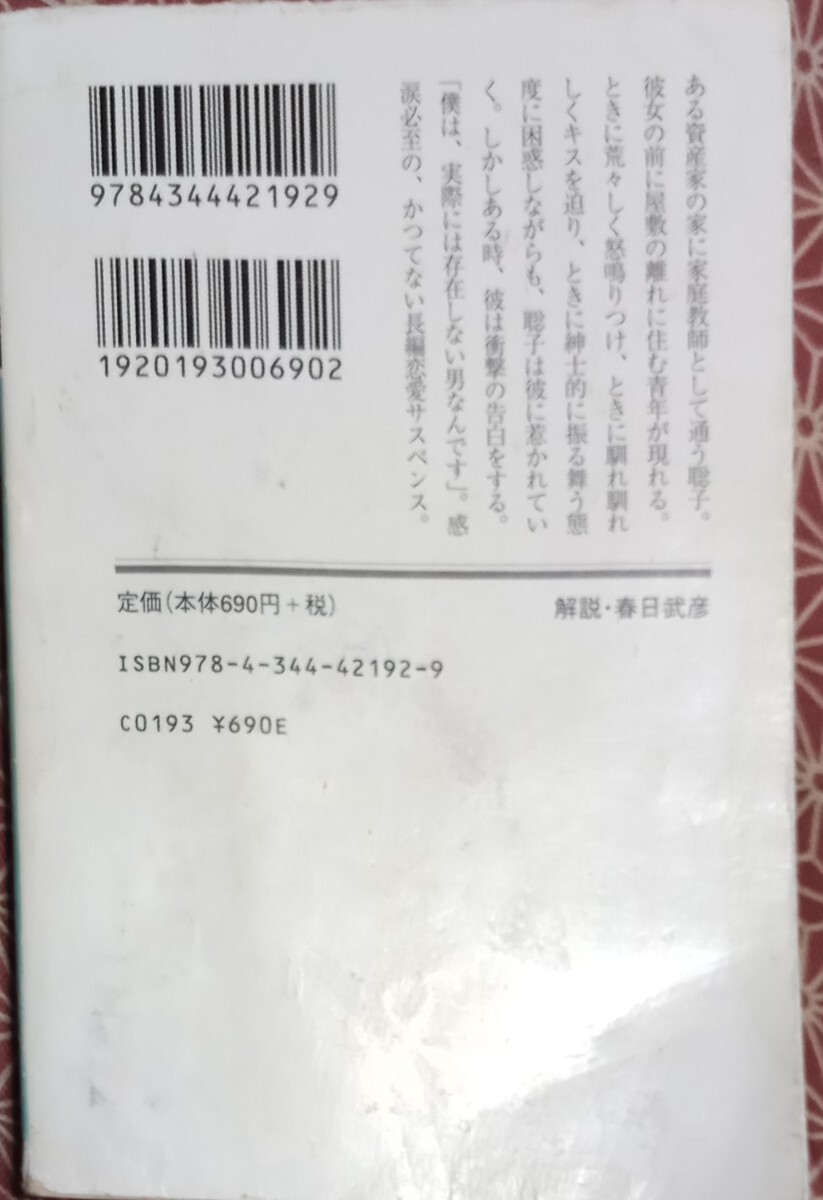 9784344421929
1920193006902
ある資産家の家に家庭教師として通う聡子。
彼女の前に屋敷の離れに住む青年が現れる。
ときに荒々しく怒鳴りつけ、ときに馴れ馴れ
しくキスを迫り、ときに紳士的に振る舞う態
度に困惑しながらも、聡子は彼に惹かれてい
く。しかしある時、彼は衝撃の告白をする。
「僕は、実際には存在しない男なんです」。感
涙必至の、かつてない長編恋愛サスペンス。
定価(本体690円+税)
解説・春日武彦
ISBN978-4-344-42192-9
C0193 ¥690E